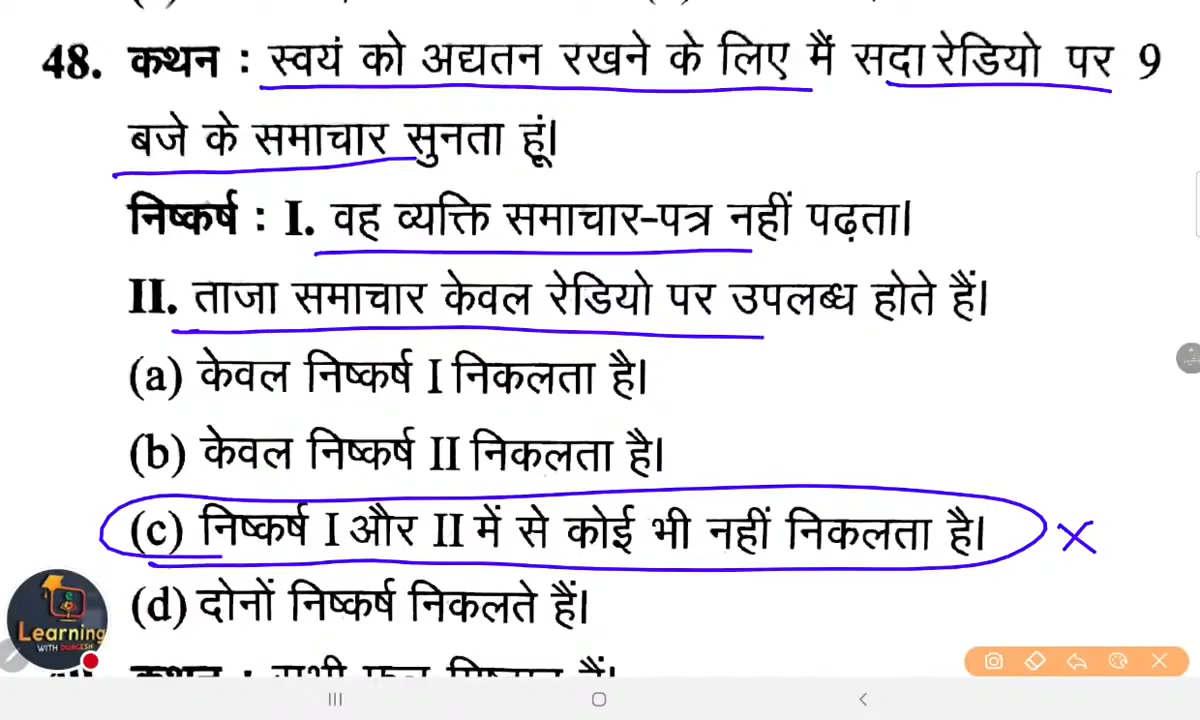 48. कथन : स्वयं को अद्यतन रखने के लिए मैं सदा रेडियो पर 9
बजे के समाचार सुनता हूं।
निष्कर्ष : I. वह व्यक्ति समाचार-पत्र नहीं पढ़ता।
II. ताजा समाचार केवल रेडियो पर उपलब्ध होते हैं।
(a) केवल निष्कर्ष I निकलता है।
(b) केवल निष्कर्ष II निकलता है।
(c) निष्कर्ष I और II में से कोई भी नहीं निकलता है।
(d) दोनों निष्कर्ष निकलते हैं।
Learning
WITH DURGESH